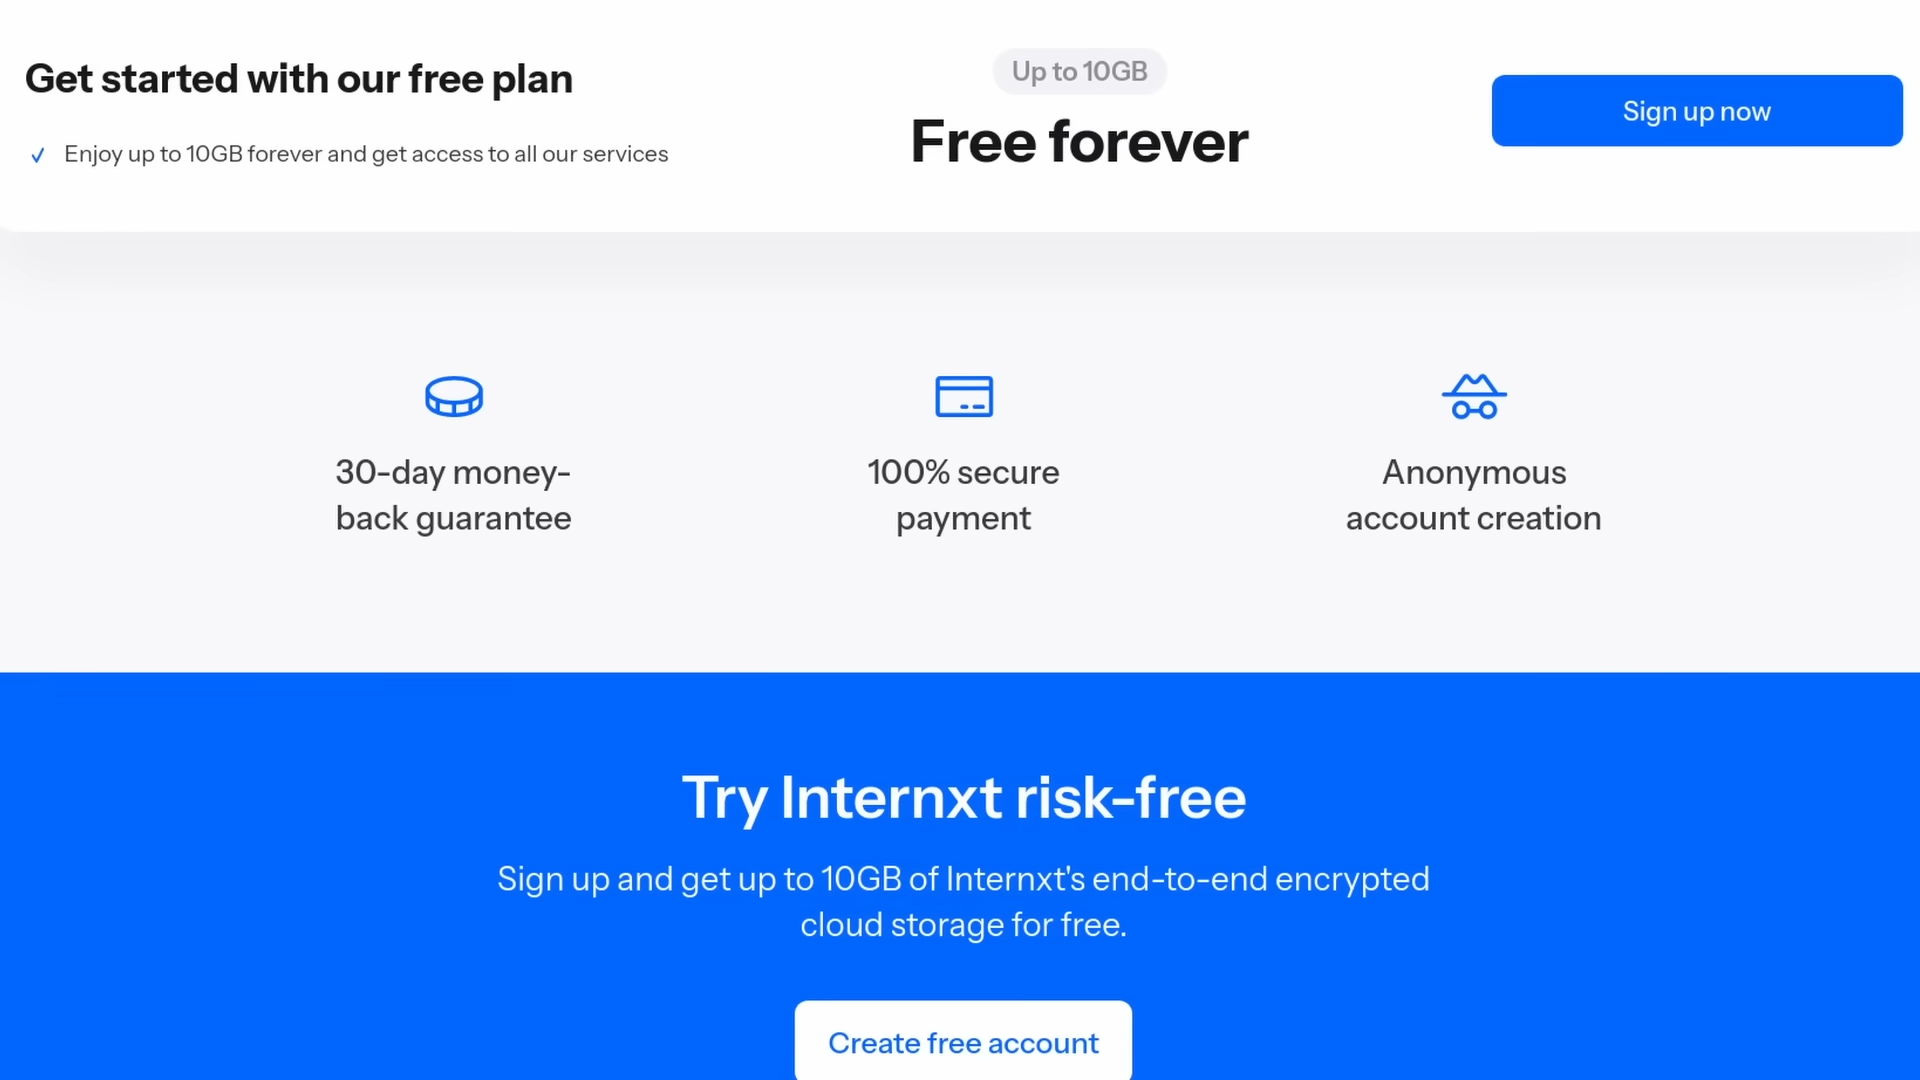 Get started with our free plan
Enjoy up to 10GB forever and get access to all our services
Up to 10GB
Free forever
Sign up now
30-day money-
back guarantee
100% secure
payment
Anonymous
account creation
Try Internxt risk-free
Sign up and get up to 10GB of Internxt's end-to-end encrypted
cloud storage for free.
Create free account